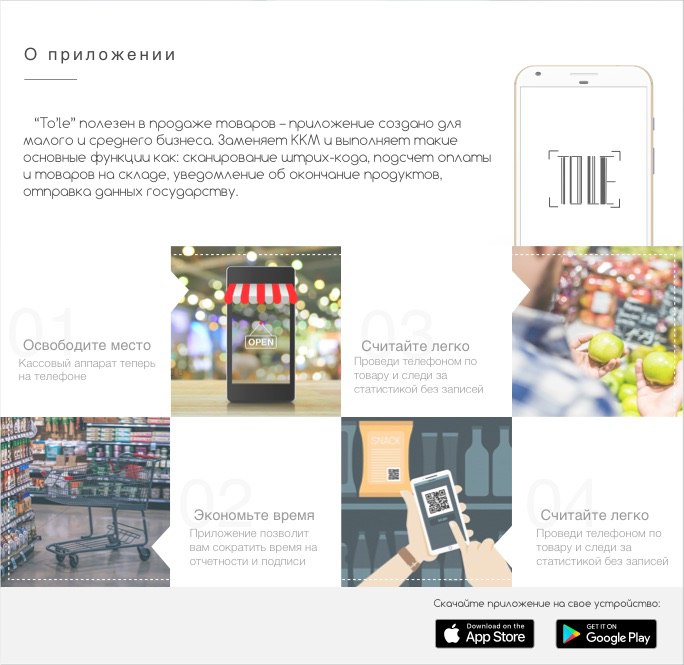 О приложении
“To’le” полезен в продаже товаров – приложение создано для
малого и среднего бизнеса. Заменяет ККМ и выполняет такие
основные функции как: сканирование штрих-кода, подсчет оплаты
и товаров на складе, уведомление об окончание продуктов,
отправка данных государству.
TOLE
01
Освободите место
Кассовый аппарат теперь
на телефоне
OPEN
03
Считайте легко
Проведи телефоном по
товару и следи за
статистикой без записей
02
Экономьте время
Приложение позволит
вам сократить время на
отчетности и подписи
SNACK
04
Считайте легко
Проведи телефоном по
товару и следи за
статистикой без записей
Скачайте приложение на свое устройство:
Download on the
App Store
GET IT ON
Google Play